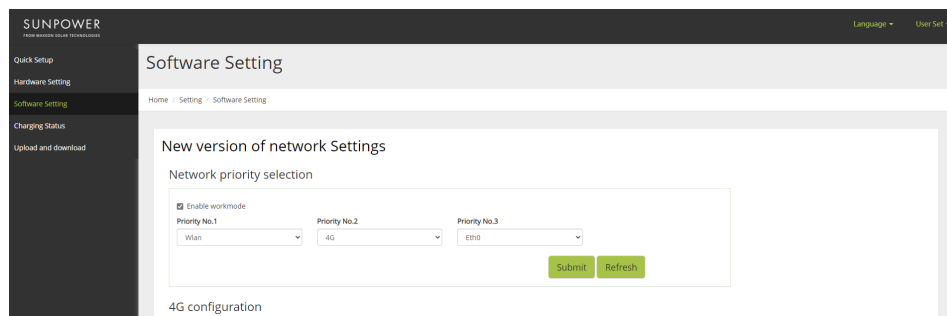 SUNPOWER
FROM MAXEON SOLAR TECHNOLOGIES
Language
User Set
Quick Setup
Hardware Setting
Software Setting
Charging Status
Upload and download
Software Setting
Home / Setting / Software Setting
New version of network Settings
Network priority selection
Enable workmode
Priority No.1 Priority No.2 Priority No.3
Wlan 4G Eth0
Submit Refresh
4G configuration